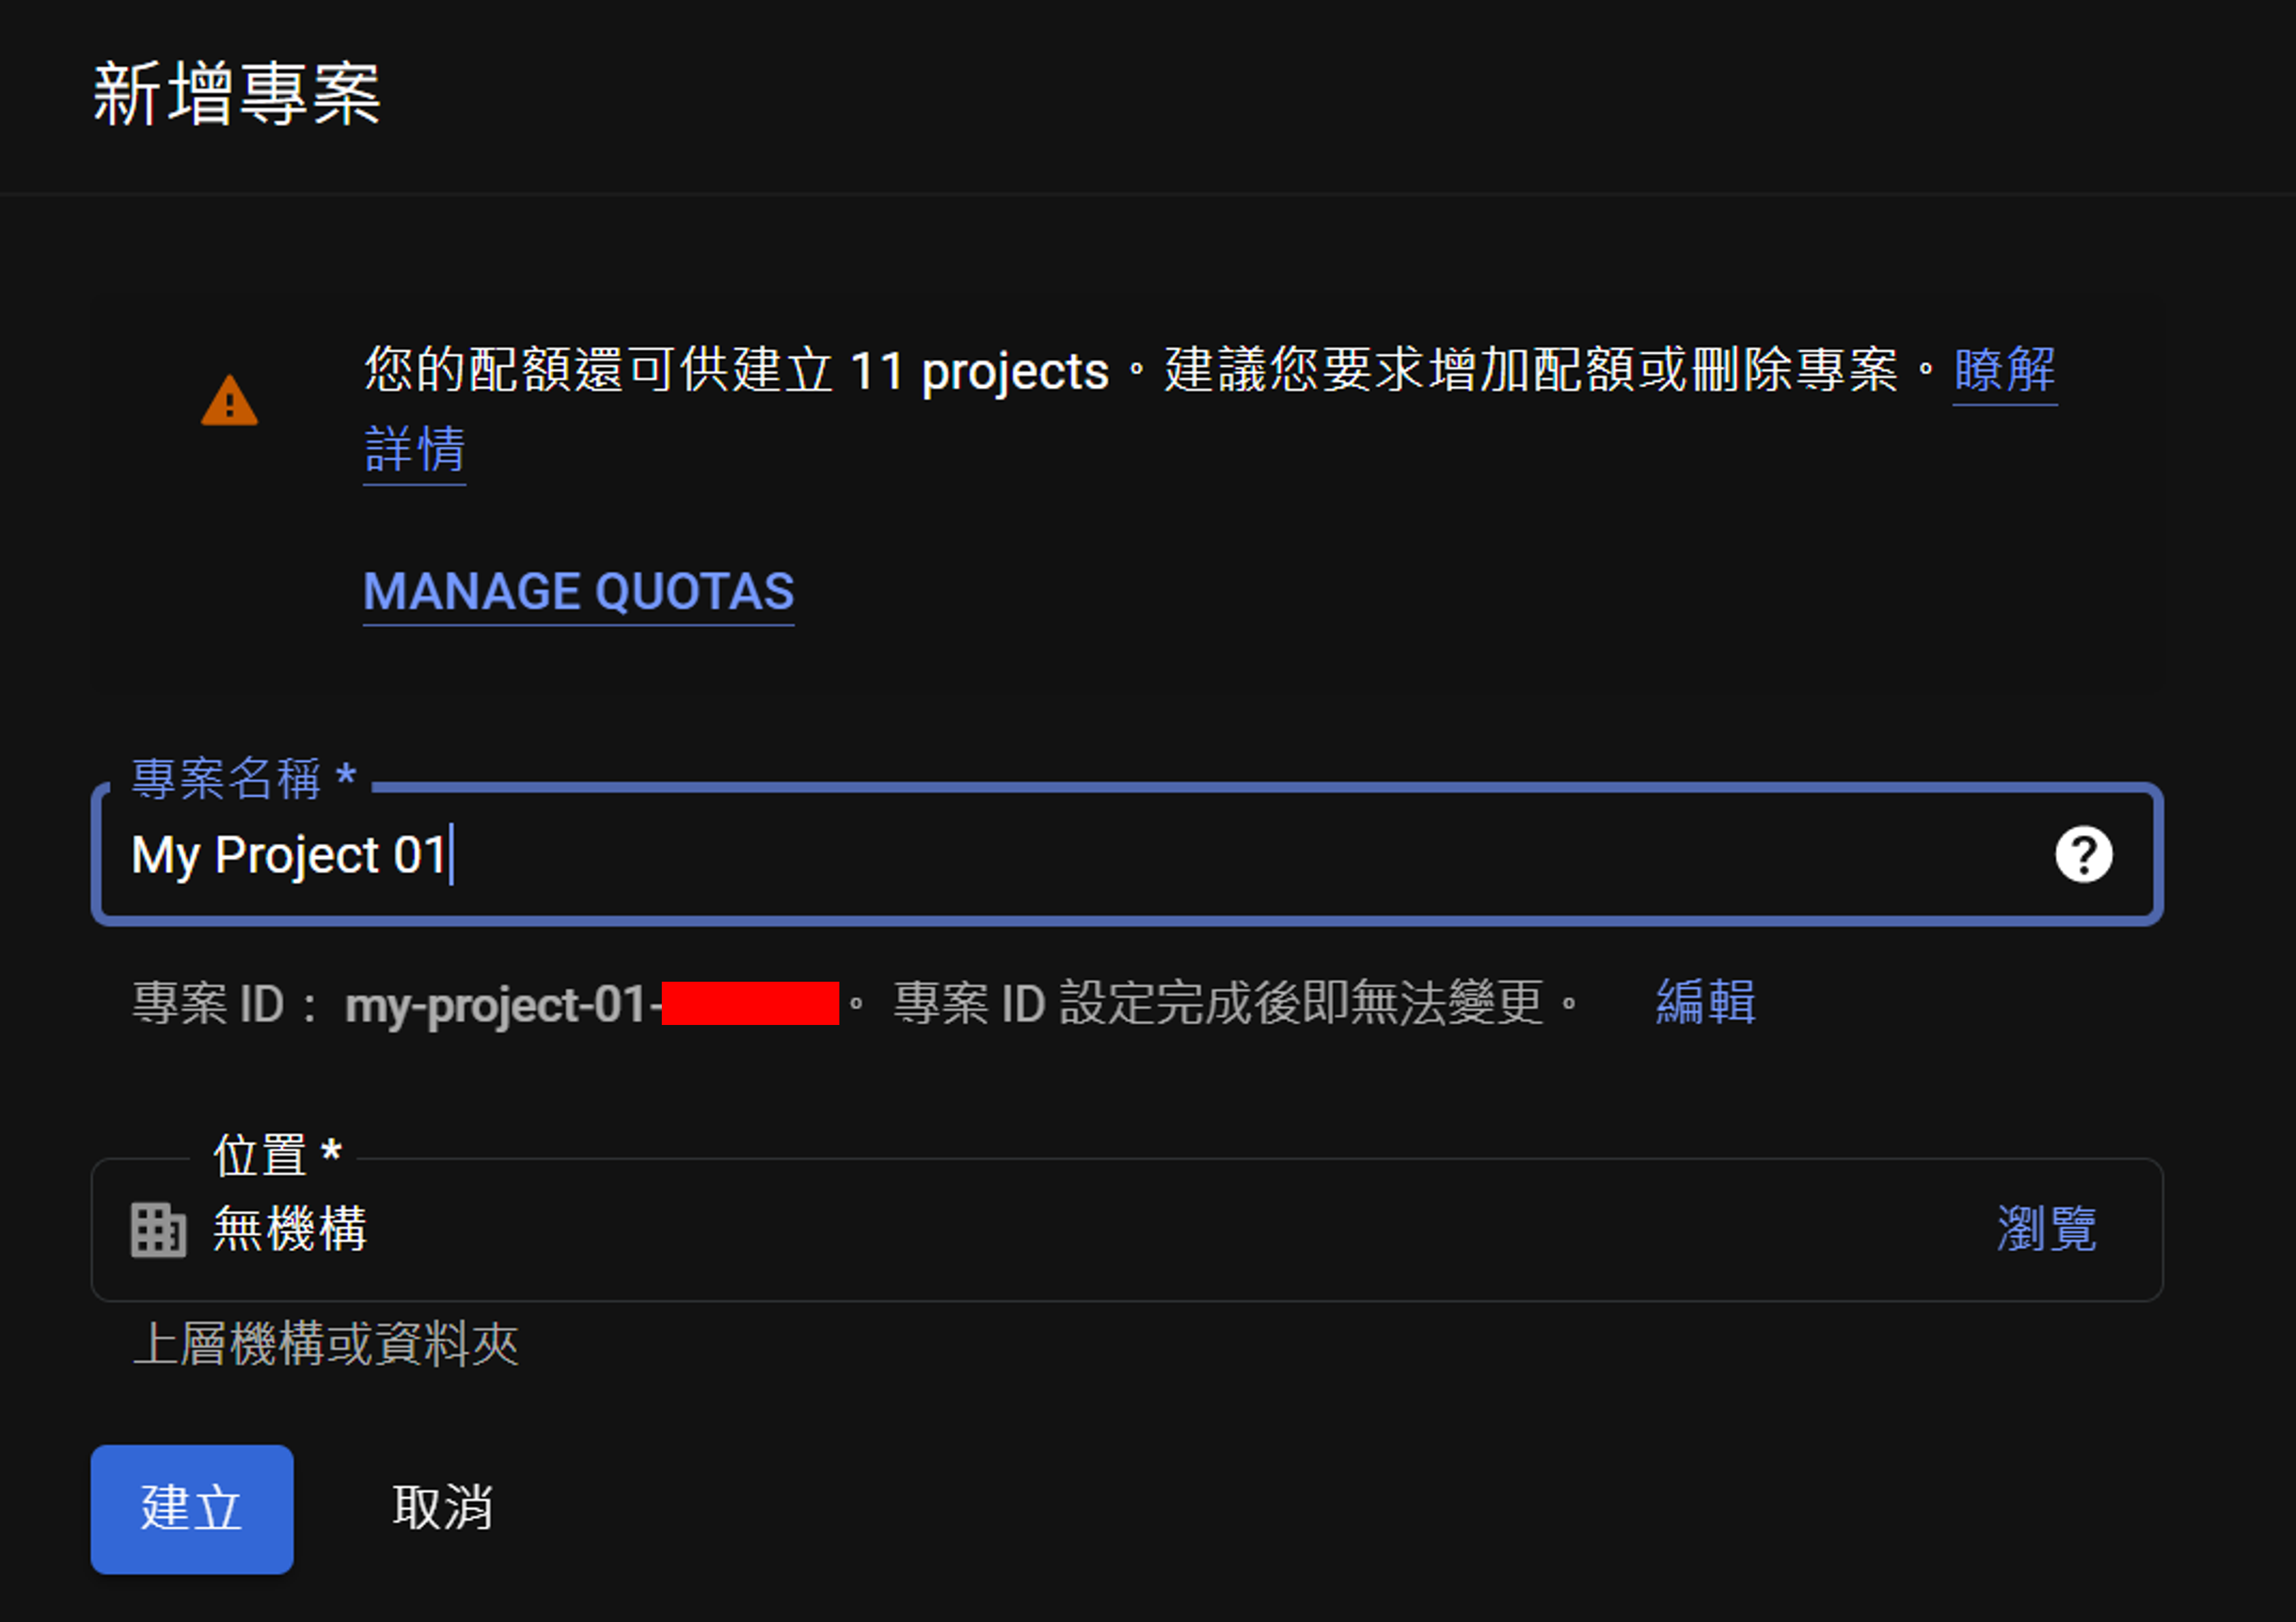 新增專案
您的配額還可供建立 11 projects。建議您要求增加配額或刪除專案。瞭解
詳情
MANAGE QUOTAS
專案名稱 *
My Project 01
專案 ID： my-project-01-。 專案 ID 設定完成後即無法變更。 編輯
位置 *
無機構 瀏覽
上層機構或資料夾
建立 取消